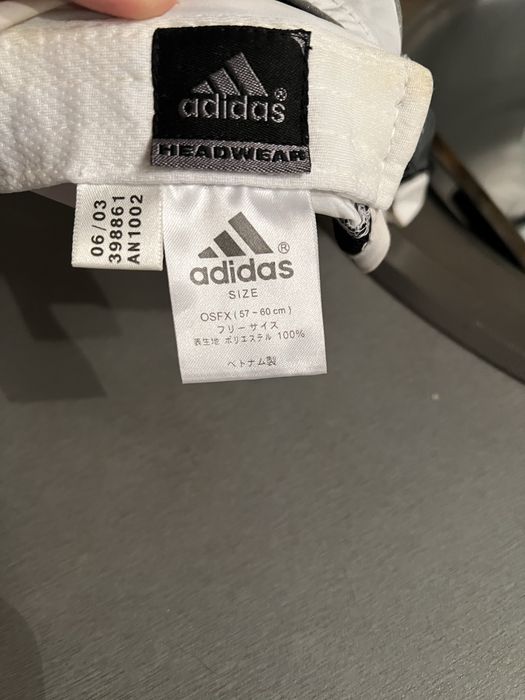 adidas®
HEADWEAR
06/03
398861
AN1002
adidas®
SIZE
OSFX (57~60cm)
フリーサイズ
表生地 ポリエステル 100%
ベトナム製